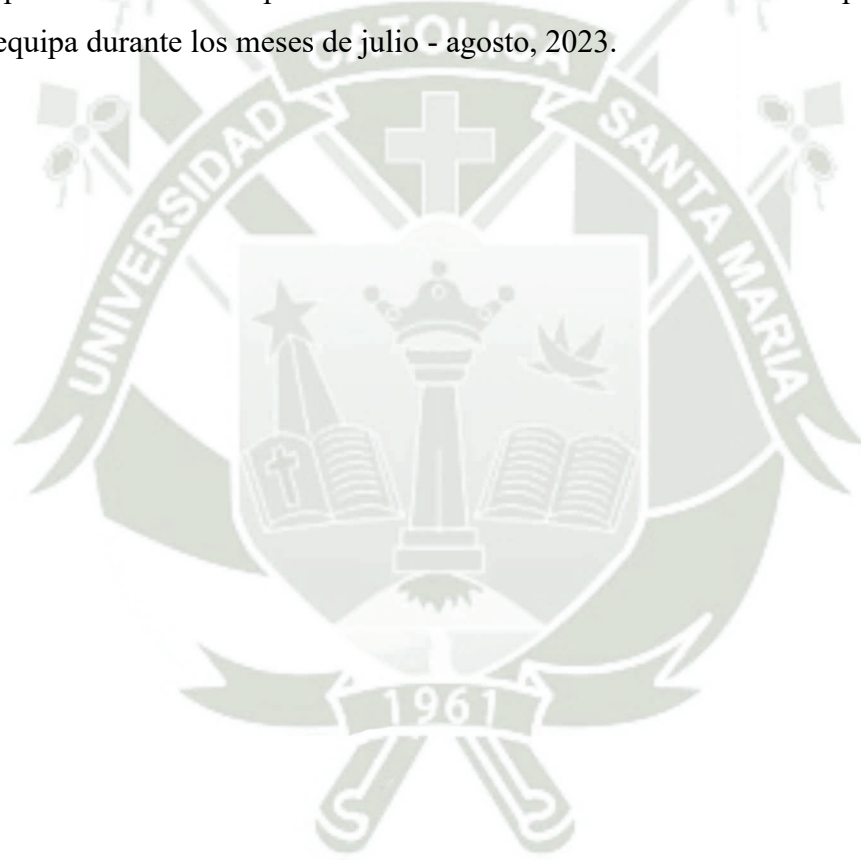 equipa durante los meses de julio - agosto, 2023.
CATOLICA
UNIVERSIDAD
SANTA MARIA
1961